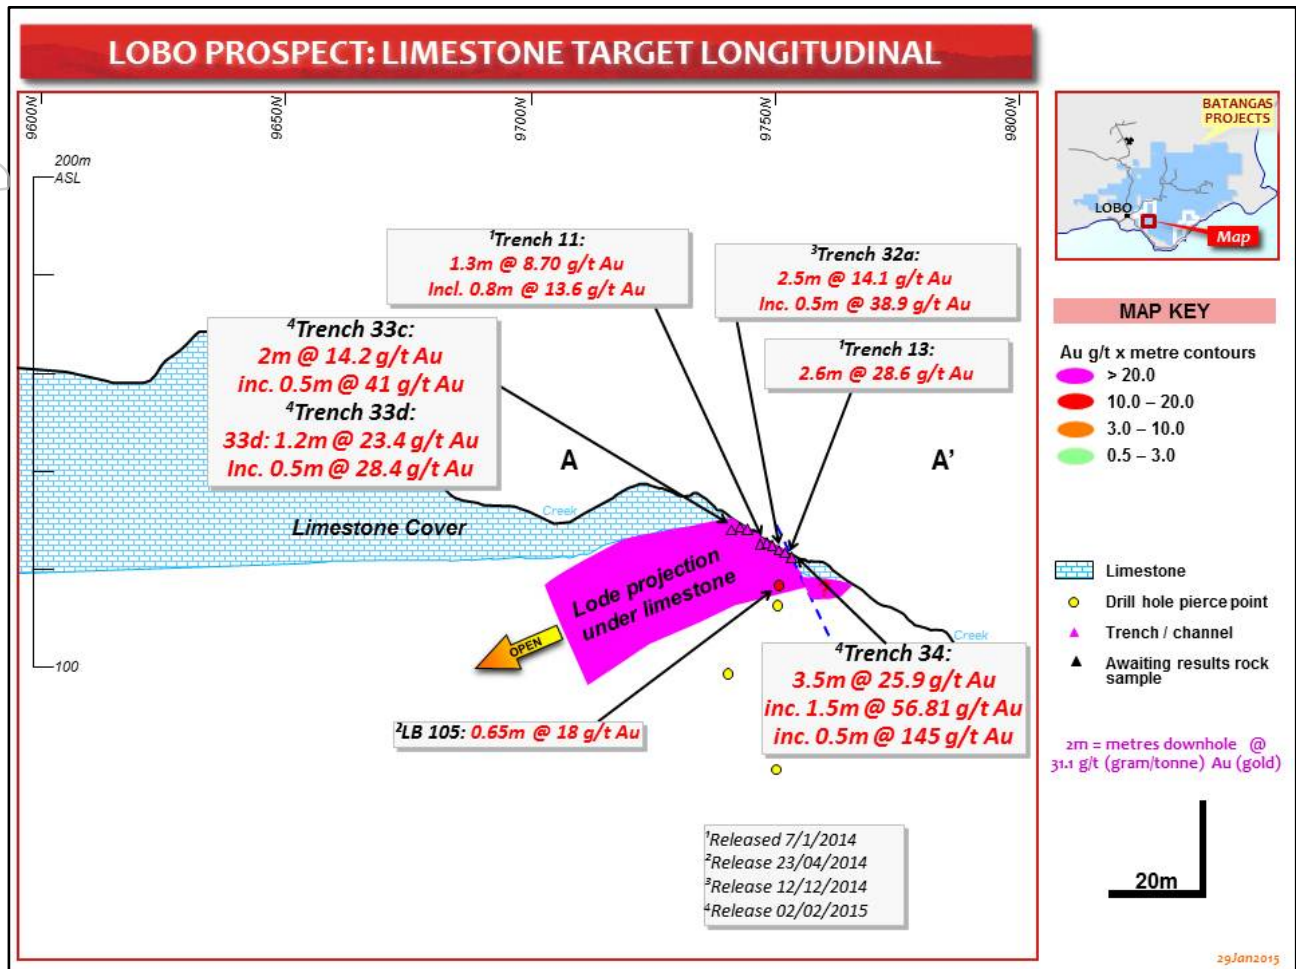 LOBO PROSPECT: LIMESTONE TARGET LONGITUDINAL
9600N
9650N
9700N
9750N
9800N
200m
ASL
100
¹Trench 11:
1.3m @ 8.70 g/t Au
Incl. 0.8m @ 13.6 g/t Au
³Trench 32a:
2.5m @ 14.1 g/t Au
Inc. 0.5m @ 38.9 g/t Au
⁴Trench 33c:
2m @ 14.2 g/t Au
inc. 0.5m @ 41 g/t Au
⁴Trench 33d:
33d: 1.2m @ 23.4 g/t Au
Inc. 0.5m @ 28.4 g/t Au
¹Trench 13:
2.6m @ 28.6 g/t Au
A
A'
Creek
Limestone Cover
Lode projection
under limestone
OPEN
Creek
⁴Trench 34:
3.5m @ 25.9 g/t Au
inc. 1.5m @ 56.81 g/t Au
inc. 0.5m @ 145 g/t Au
²LB 105: 0.65m @ 18 g/t Au
¹Released 7/1/2014
²Release 23/04/2014
³Release 12/12/2014
⁴Release 02/02/2015
BATANGAS
PROJECTS
LOBO
Map
MAP KEY
Au g/t x metre contours
> 20.0
10.0 – 20.0
3.0 – 10.0
0.5 – 3.0
Limestone
Drill hole pierce point
Trench / channel
Awaiting results rock
sample
2m = metres downhole @
31.1 g/t (gram/tonne) Au (gold)
20m
29Jan2015